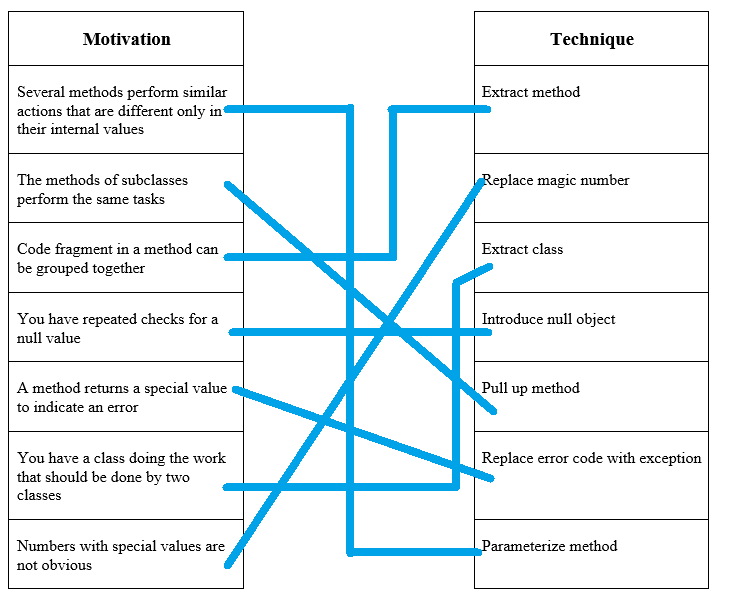 Motivation
Technique
Several methods perform similar
actions that are different only in
their internal values
Extract method
The methods of subclasses
perform the same tasks
Replace magic number
Code fragment in a method can
be grouped together
Extract class
You have repeated checks for a
null value
Introduce null object
A method returns a special value
to indicate an error
Pull up method
You have a class doing the work
that should be done by two
classes
Replace error code with exception
Numbers with special values are
not obvious
Parameterize method